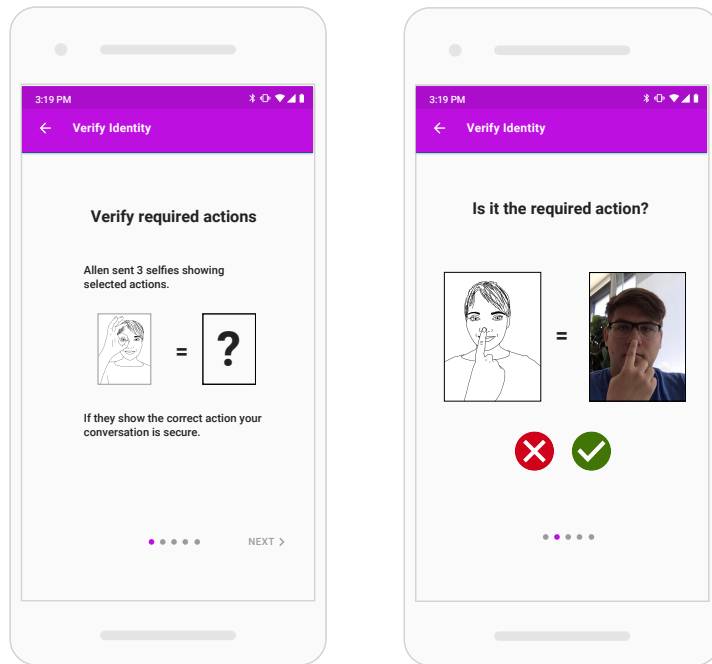 3:19 PM
Verify Identity
Verify required actions
Allen sent 3 selfies showing
selected actions.
=
?
If they show the correct action your
conversation is secure.
NEXT
3:19 PM
Verify Identity
Is it the required action?
=